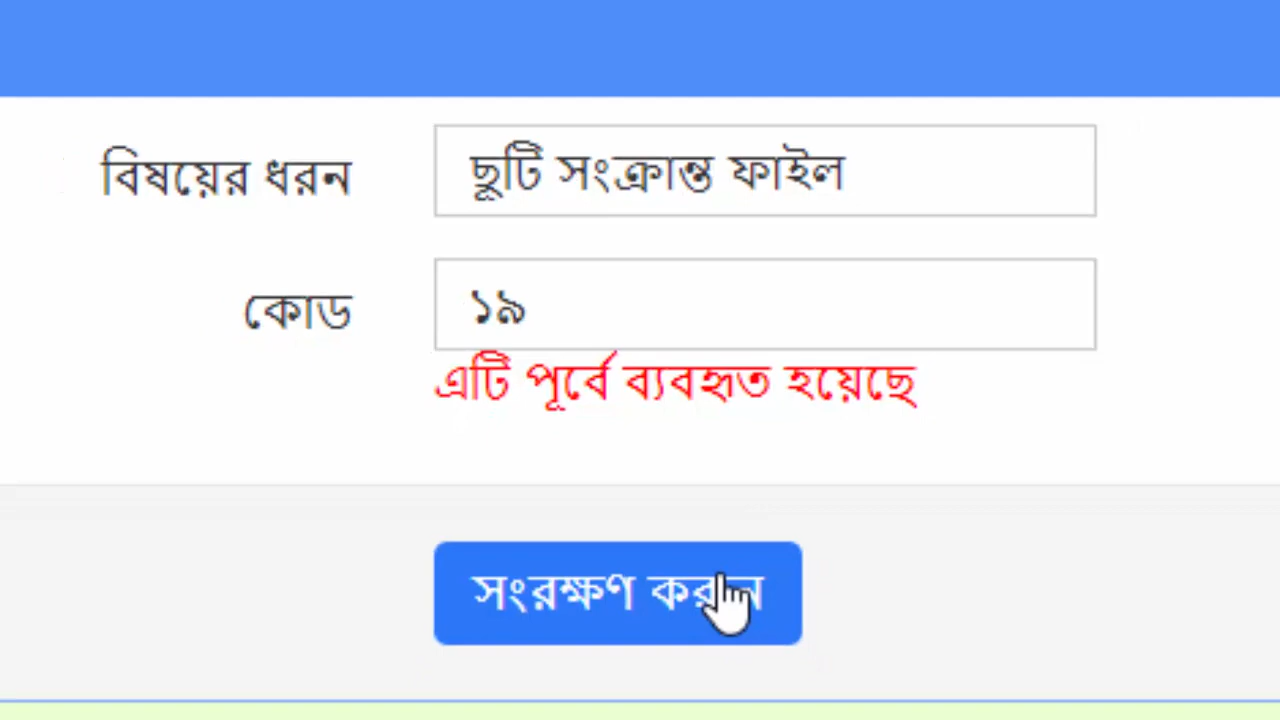 বিষয়ের ধরন ছুটি সংক্রান্ত ফাইল
কোড ১৯
এটি পূর্বে ব্যবহৃত হয়েছে
সংরক্ষণ করুন